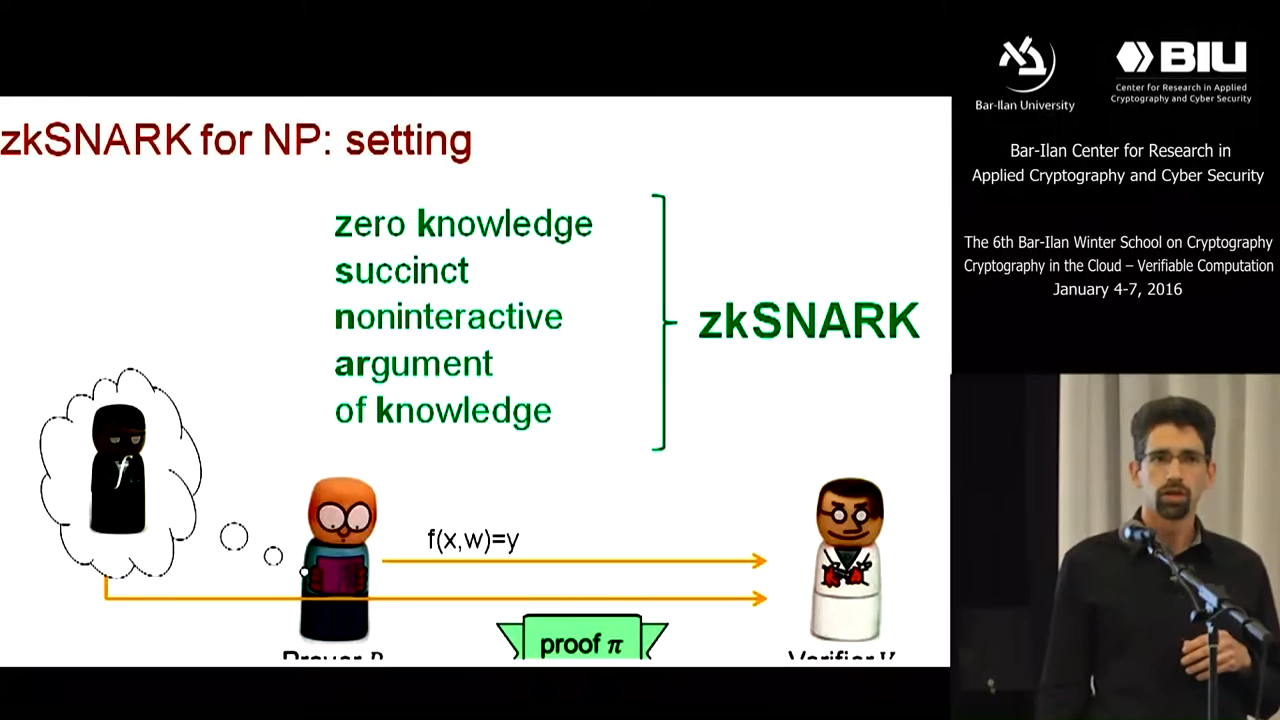 zkSNARK for NP: setting
zero knowledge
succinct
noninteractive
argument
of knowledge
zkSNARK
f
f(x,w)=y
proof π
Prover P
Verifier V
Bar-Ilan University
BIU
Center for Research in Applied
Cryptography and Cyber Security
Bar-Ilan Center for Research in
Applied Cryptography and Cyber Security
The 6th Bar-Ilan Winter School on Cryptography
Cryptography in the Cloud – Verifiable Computation
January 4-7, 2016